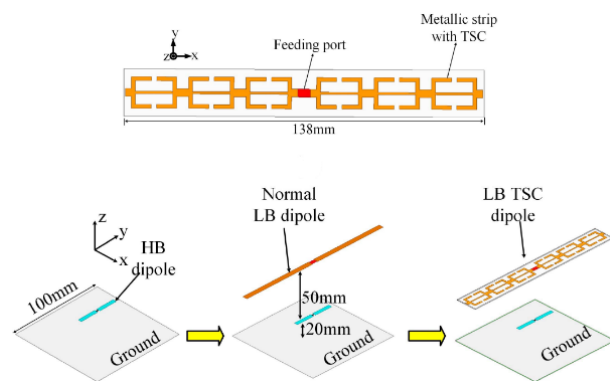 Metallic strip
with TSC
Feeding port
y
z
x
138mm
Normal
LB dipole
LB TSC
dipole
z
y
x
HB
dipole
100mm
50mm
20mm
Ground
Ground
Ground